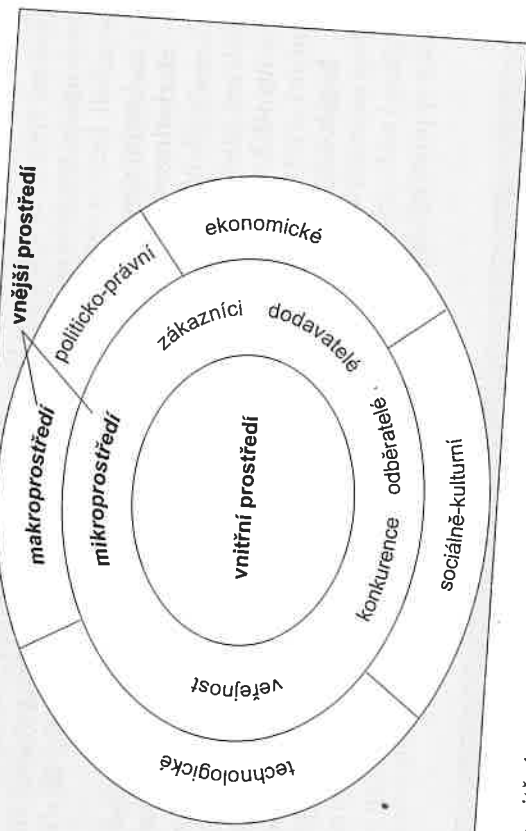 vnější prostředí
makroprostředí
politicko-právní
mikroprostředí
ekonomické
zákazníci
dodavatelé
odběratelé
konkurence
veřejnost
vnitřní prostředí
sociálně-kulturní
technologické